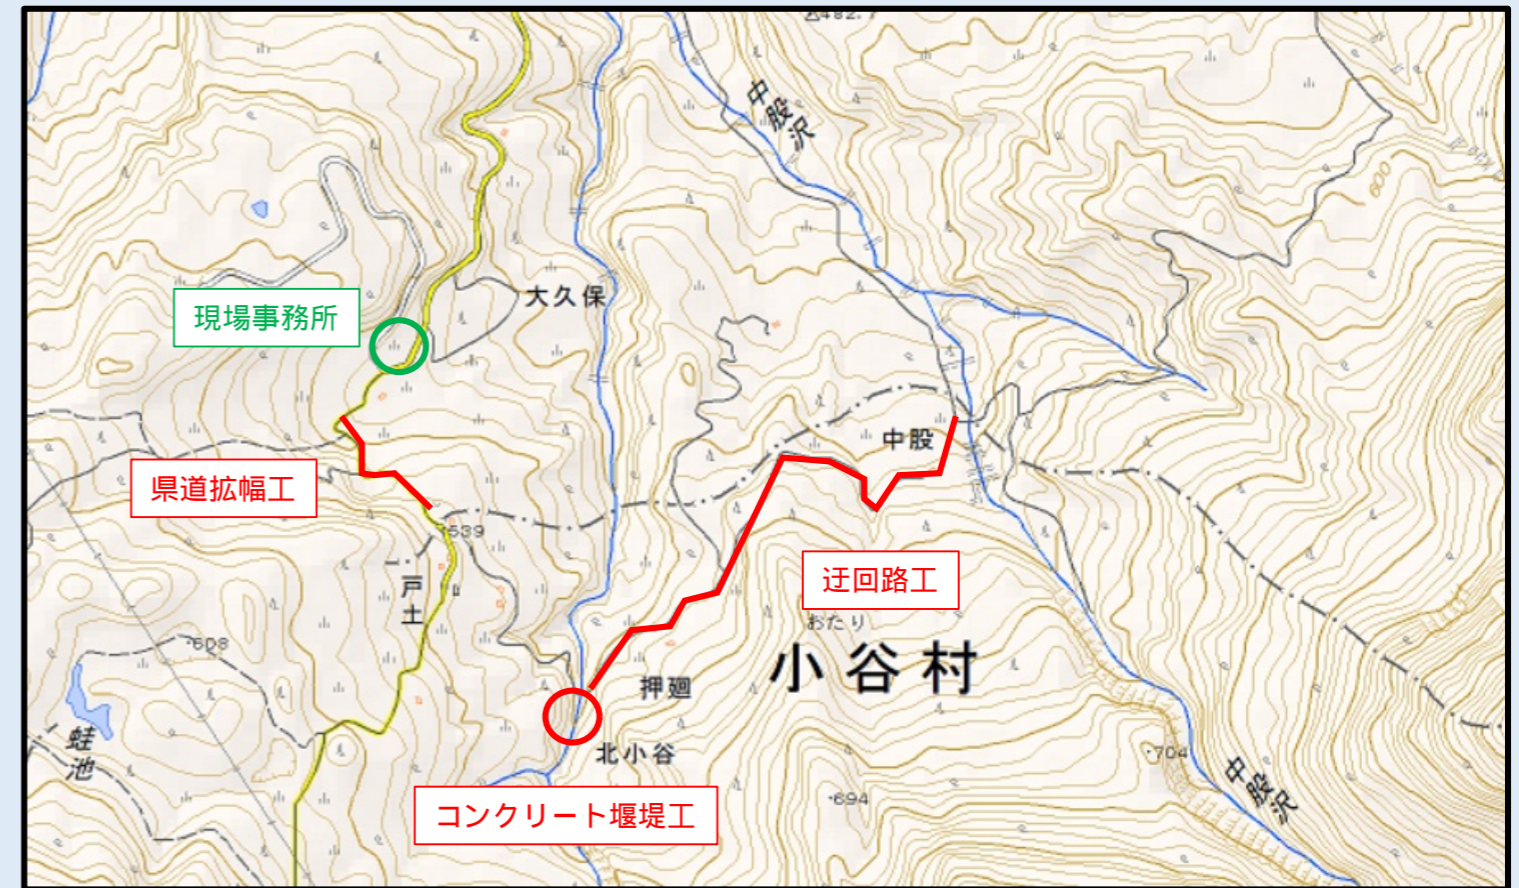 中股沢
600
大久保
現場事務所
中股
県道拡幅工
539
戸土
迂回路工
おたり
小谷村
608
押廻
蛙池
北小谷
704
中股沢
694
コンクリート堰堤工